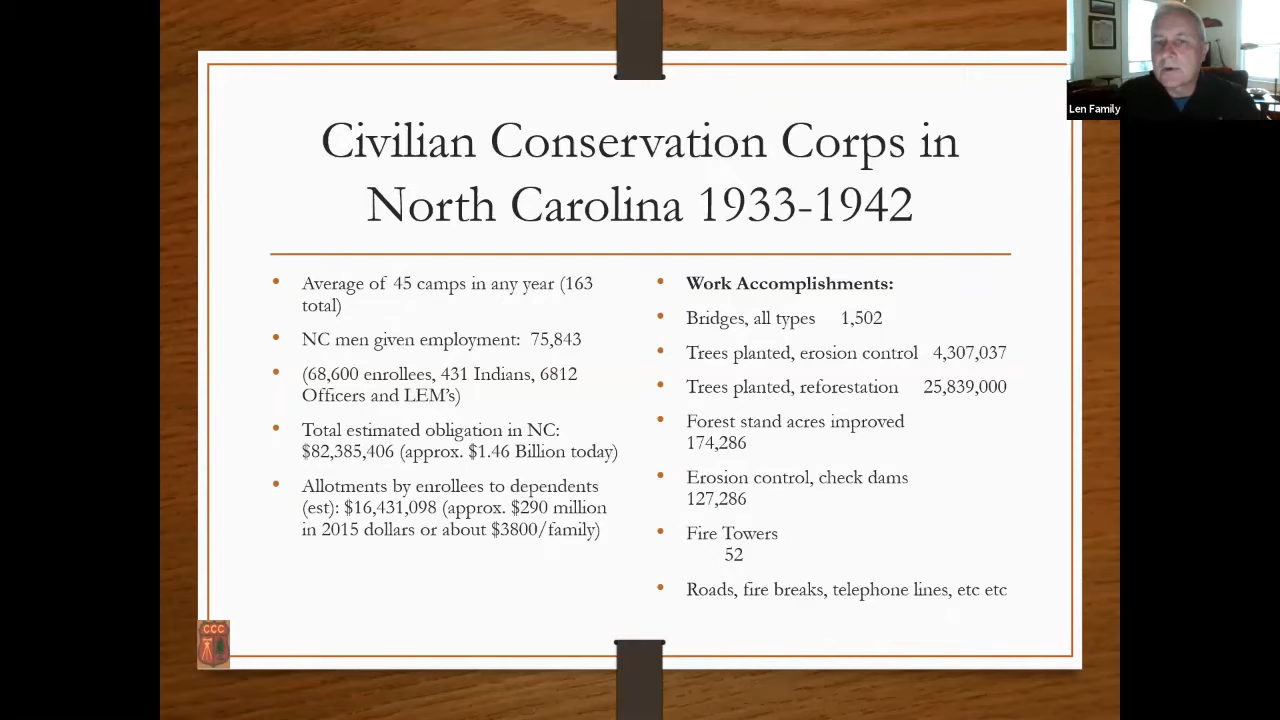 Len Family
Civilian Conservation Corps in
North Carolina 1933-1942
Average of 45 camps in any year (163
total)
NC men given employment: 75,843
(68,600 enrollees, 431 Indians, 6812
Officers and LEM's)
Total estimated obligation in NC:
$82,385,406 (approx. $1.46 Billion today)
Allotments by enrollees to dependents
(est): $16,431,098 (approx. $290 million
in 2015 dollars or about $3800/family)
Work Accomplishments:
Bridges, all types 1,502
Trees planted, erosion control 4,307,037
Trees planted, reforestation 25,839,000
Forest stand acres improved
174,286
Erosion control, check dams
127,286
Fire Towers
52
Roads, fire breaks, telephone lines, etc etc
CCC